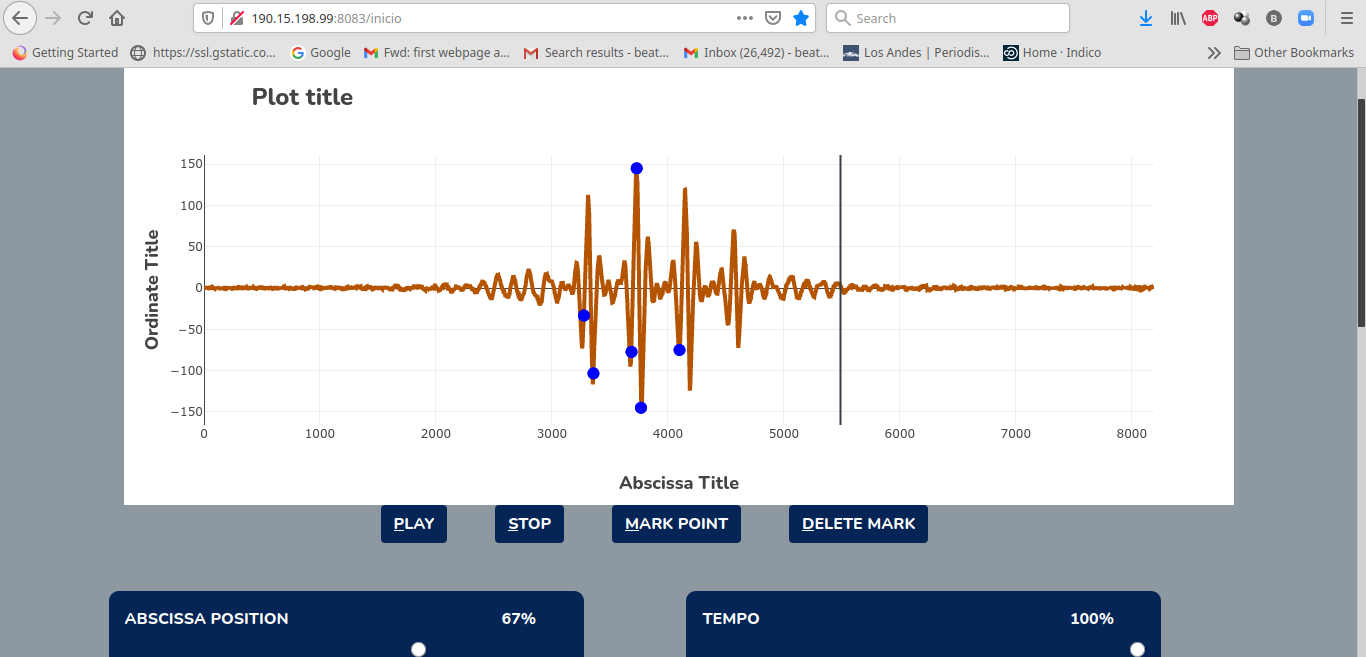 190.15.198.99:8083/inicio
Search
ABP
B
Getting Started
https://ssl.gstatic.co...
Google
Fwd: first webpage a...
Search results - beat...
Inbox (26,492) - beat...
Los Andes | Periodis...
Home · Indico
Other Bookmarks
Plot title
Ordinate Title
150
100
50
0
−50
−100
−150
0 1000 2000 3000 4000 5000 6000 7000 8000
Abscissa Title
PLAY STOP MARK POINT DELETE MARK
ABSCISSA POSITION 67%
TEMPO 100%